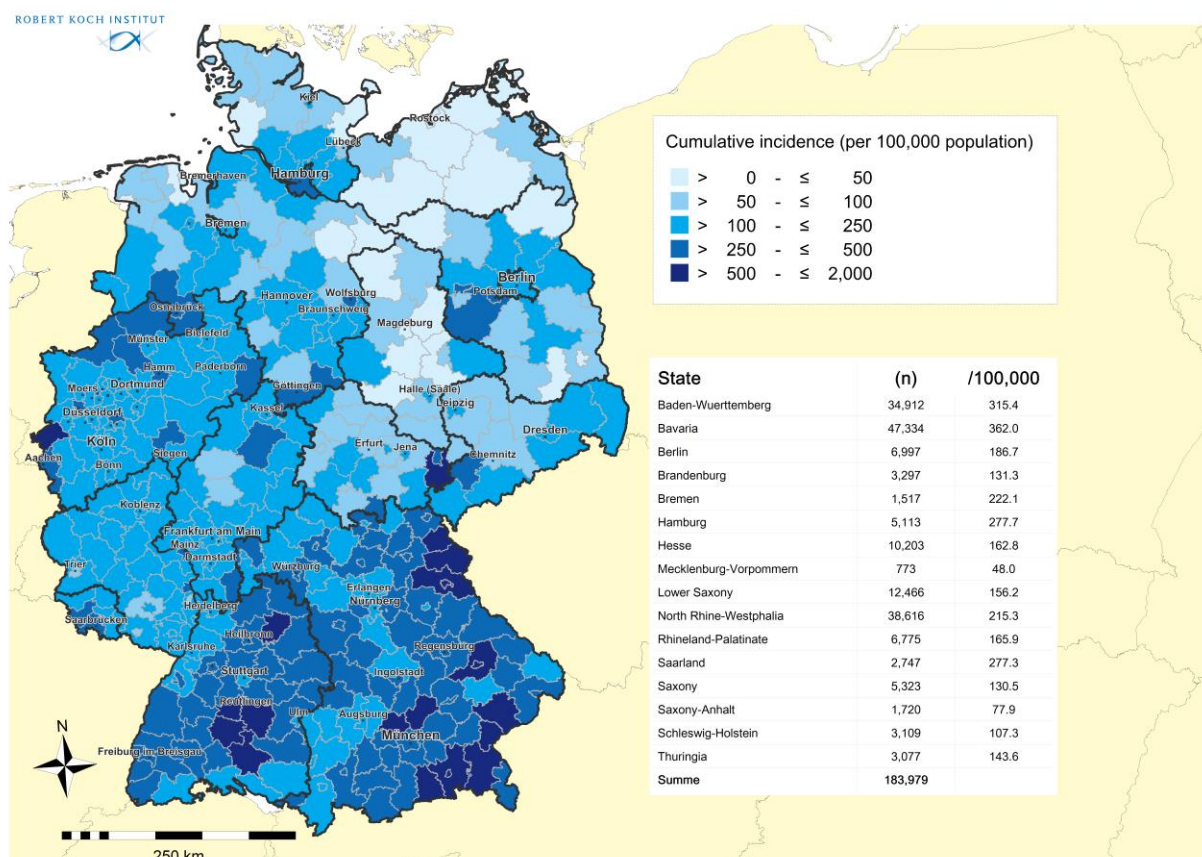 ROBERT KOCH INSTITUT
Kiel
Rostock
Lübeck
Bremerhaven
Hamburg
Bremen
Berlin
Potsdam
Hannover
Wolfsburg
Braunschweig
Magdeburg
Osnabrück
Bielefeld
Münster
Hamm
Paderborn
Göttingen
Halle (Saale)
Leipzig
Moers
Dortmund
Düsseldorf
Kassel
Dresden
Köln
Erfurt
Jena
Chemnitz
Aachen
Bonn
Siegen
Koblenz
Frankfurt am Main
Mainz
Darmstadt
Trier
Würzburg
Erlangen
Nürnberg
Heidelberg
Saarbrücken
Heilbronn
Karlsruhe
Regensburg
Stuttgart
Ingolstadt
Reutlingen
Ulm
Augsburg
München
Freiburg im Breisgau
N
250 km
Cumulative incidence (per 100,000 population)
> 0 - ≤ 50
> 50 - ≤ 100
> 100 - ≤ 250
> 250 - ≤ 500
> 500 - ≤ 2,000
State (n) /100,000
Baden-Wuerttemberg 34,912 315.4
Bavaria 47,334 362.0
Berlin 6,997 186.7
Brandenburg 3,297 131.3
Bremen 1,517 222.1
Hamburg 5,113 277.7
Hesse 10,203 162.8
Mecklenburg-Vorpommern 773 48.0
Lower Saxony 12,466 156.2
North Rhine-Westphalia 38,616 215.3
Rhineland-Palatinate 6,775 165.9
Saarland 2,747 277.3
Saxony 5,323 130.5
Saxony-Anhalt 1,720 77.9
Schleswig-Holstein 3,109 107.3
Thuringia 3,077 143.6
Summe 183,979